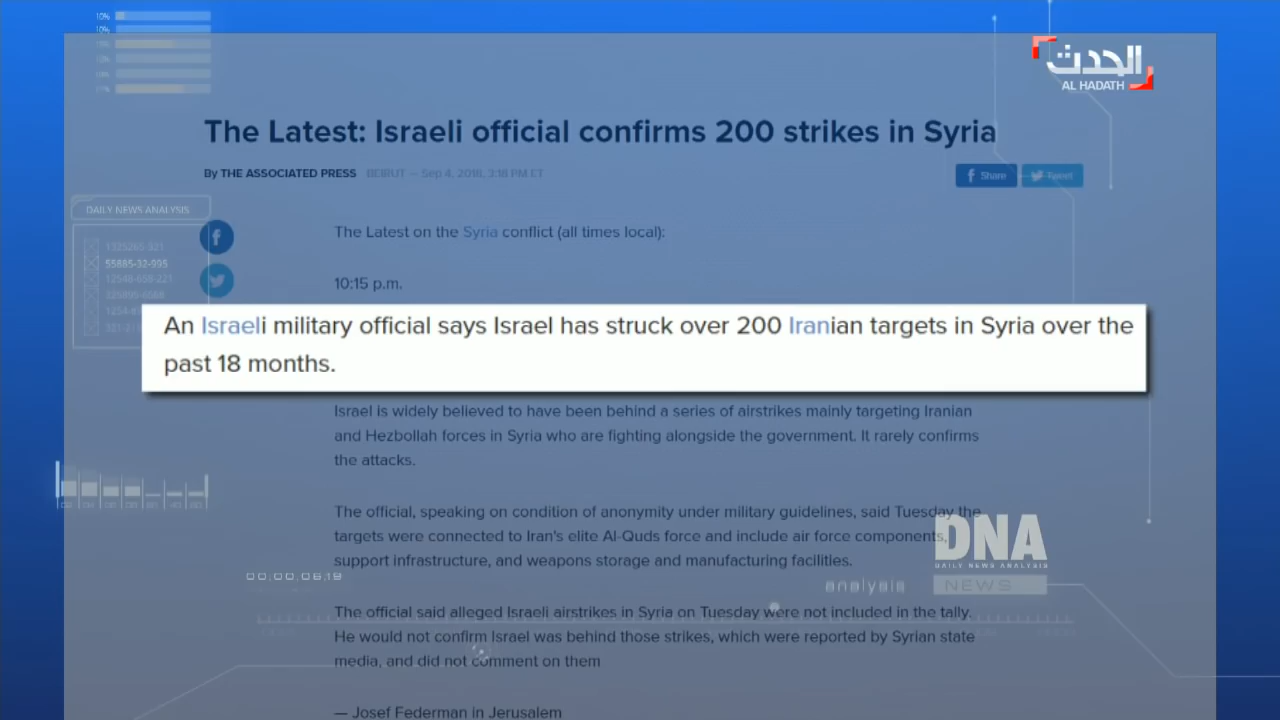 10%
10%
الحدث
AL HADATH
The Latest: Israeli official confirms 200 strikes in Syria
By THE ASSOCIATED PRESS BEIRUT — Sep 4, 2018, 3:18 PM ET
Share
Tweet
DAILY NEWS ANALYSIS
The Latest on the Syria conflict (all times local):
55885-32-995
10:15 p.m.
An Israeli military official says Israel has struck over 200 Iranian targets in Syria over the
past 18 months.
Israel is widely believed to have been behind a series of airstrikes mainly targeting Iranian
and Hezbollah forces in Syria who are fighting alongside the government. It rarely confirms
the attacks.
The official, speaking on condition of anonymity under military guidelines, said Tuesday the
targets were connected to Iran's elite Al-Quds force and include air force components,
support infrastructure, and weapons storage and manufacturing facilities.
DNA
DAILY NEWS ANALYSIS
NEWS
00:00:06:19
analysis
The official said alleged Israeli airstrikes in Syria on Tuesday were not included in the tally.
He would not confirm Israel was behind those strikes, which were reported by Syrian state
media, and did not comment on them
— Josef Federman in Jerusalem